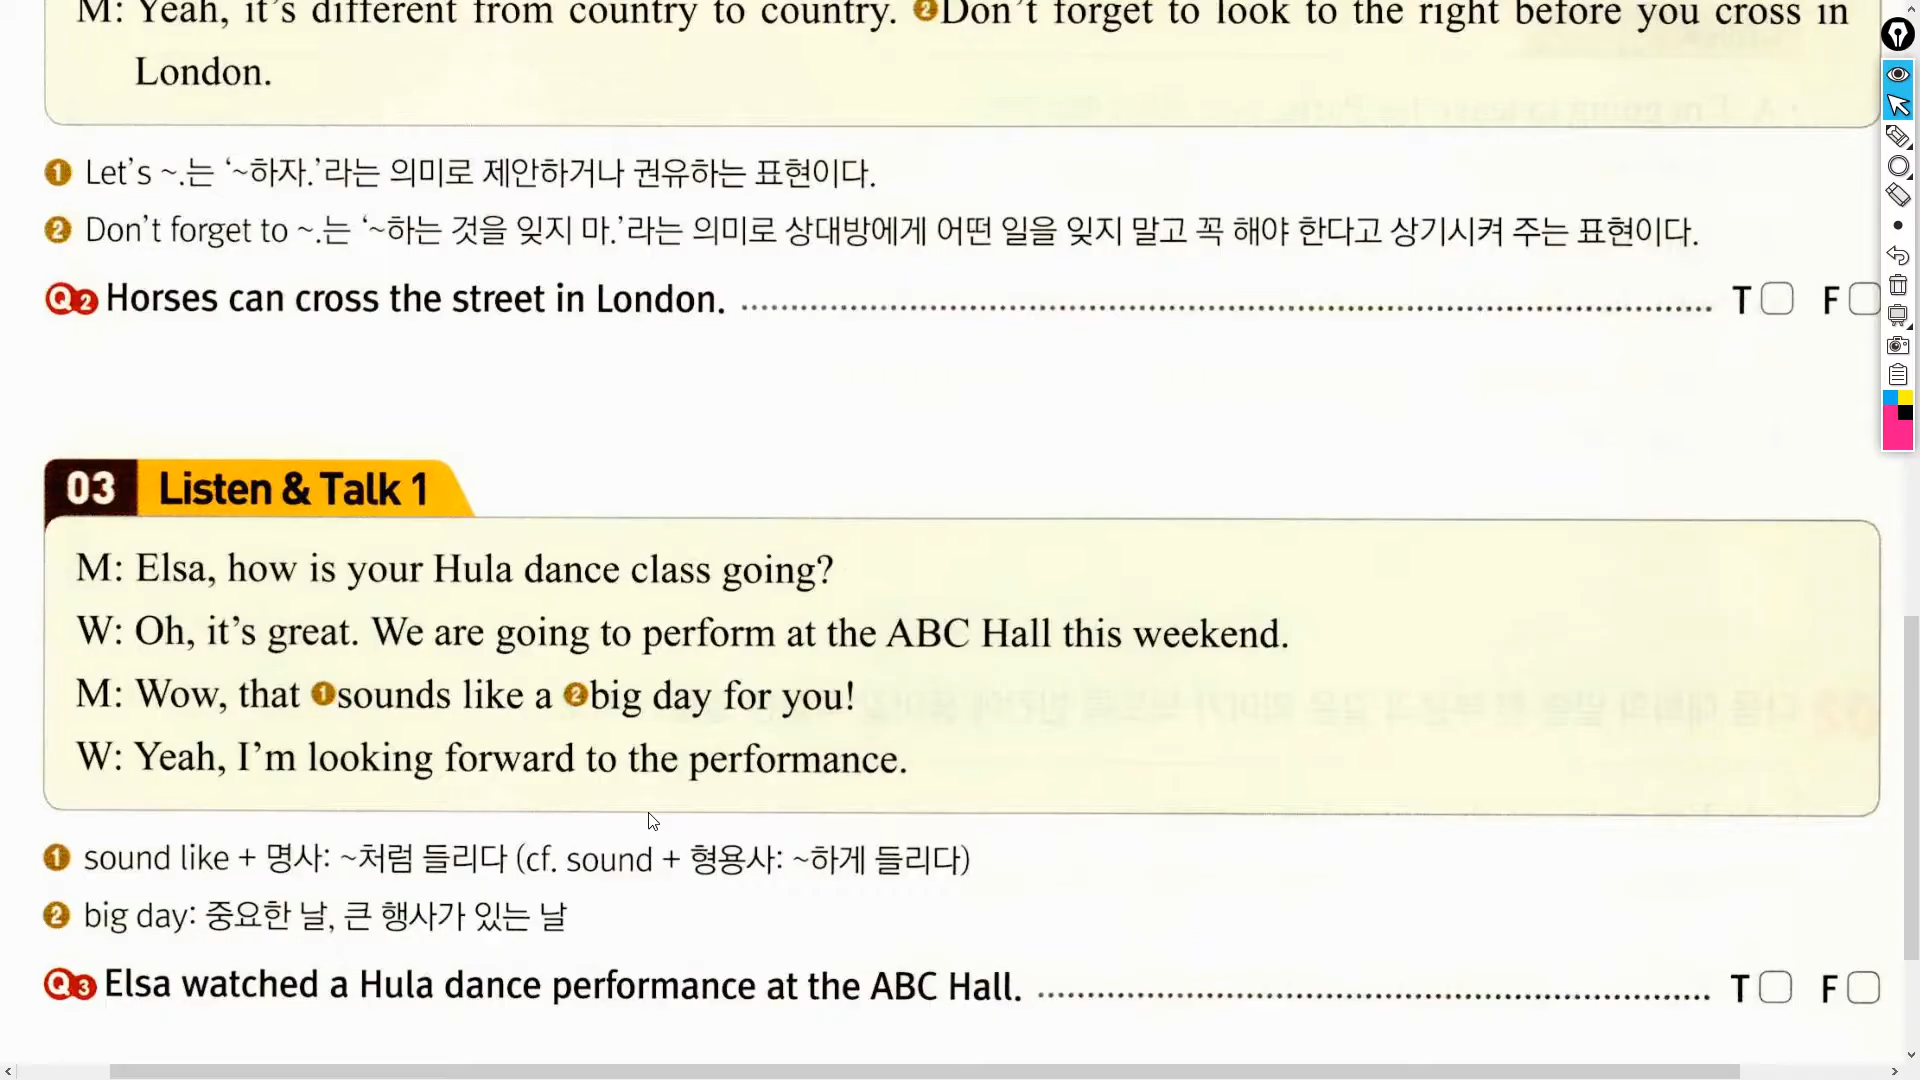 M: Yeah, it's different from country to country. ❷Don't forget to look to the right before you cross in
London.
❶ Let's ~.는 '~하자.'라는 의미로 제안하거나 권유하는 표현이다.
❷ Don't forget to ~.는 '~하는 것을 잊지 마.'라는 의미로 상대방에게 어떤 일을 잊지 말고 꼭 해야 한다고 상기시켜 주는 표현이다.
Q2 Horses can cross the street in London. T F
03 Listen & Talk 1
M: Elsa, how is your Hula dance class going?
W: Oh, it's great. We are going to perform at the ABC Hall this weekend.
M: Wow, that ❶sounds like a ❷big day for you!
W: Yeah, I'm looking forward to the performance.
❶ sound like + 명사: ~처럼 들리다 (cf. sound + 형용사: ~하게 들리다)
❷ big day: 중요한 날, 큰 행사가 있는 날
Q3 Elsa watched a Hula dance performance at the ABC Hall. T F